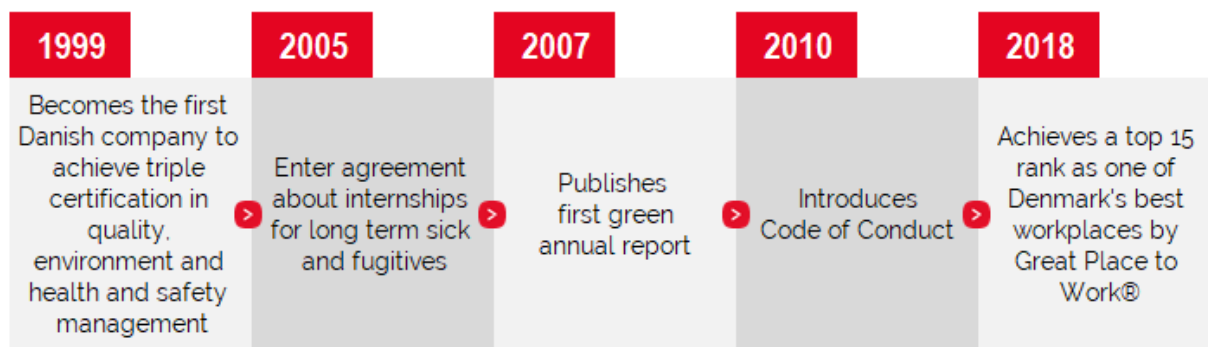 1999
Becomes the first
Danish company to
achieve triple
certification in
quality,
environment and
health and safety
management
2005
Enter agreement
about internships
for long term sick
and fugitives
2007
Publishes
first green
annual report
2010
Introduces
Code of Conduct
2018
Achieves a top 15
rank as one of
Denmark's best
workplaces by
Great Place to
Work®